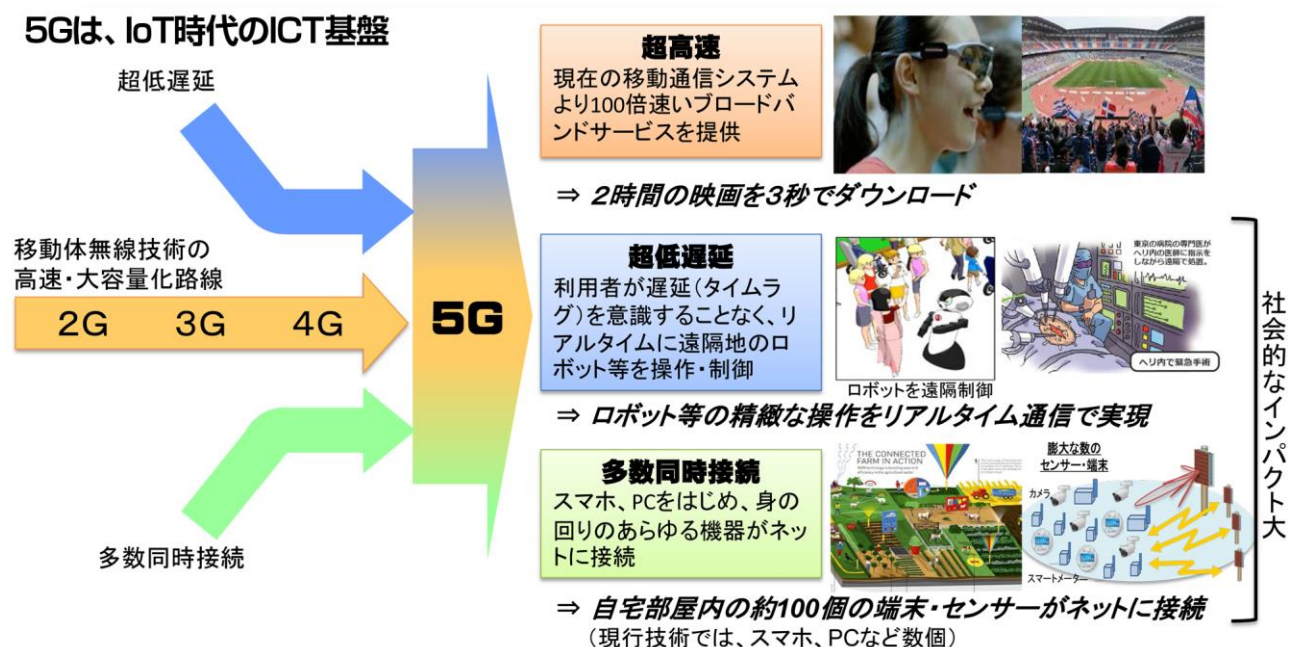 5Gは、IoT時代のICT基盤
超低遅延
移動体無線技術の
高速・大容量化路線
2G 3G 4G
5G
多数同時接続
超高速
現在の移動通信システム
より100倍速いブロードバ
ンドサービスを提供
⇒ 2時間の映画を3秒でダウンロード
超低遅延
利用者が遅延(タイムラ
グ)を意識することなく、リ
アルタイムに遠隔地のロ
ボット等を操作・制御
ロボットを遠隔制御
東京の病院の専門医が
ヘリ内の医師に指示を
しながら遠隔で処置。
ヘリ内で緊急手術
⇒ ロボット等の精緻な操作をリアルタイム通信で実現
多数同時接続
スマホ、PCをはじめ、身の
回りのあらゆる機器がネッ
トに接続
THE CONNECTED
FARM IN ACTION
膨大な数の
センサー・端末
カメラ
スマートメーター
⇒ 自宅部屋内の約100個の端末・センサーがネットに接続
(現行技術では、スマホ、PCなど数個)
社会的なインパクト大